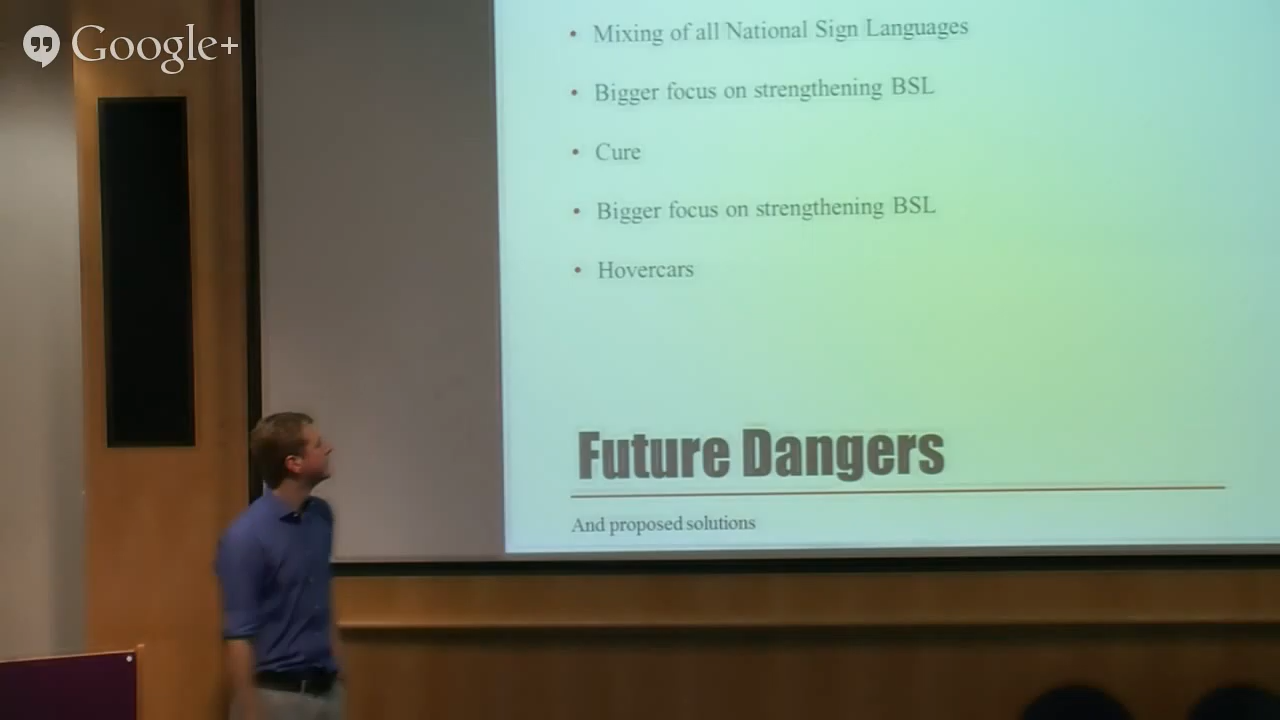 Google+
• Mixing of all National Sign Languages
• Bigger focus on strengthening BSL
• Cure
• Bigger focus on strengthening BSL
• Hovercars
Future Dangers
And proposed solutions